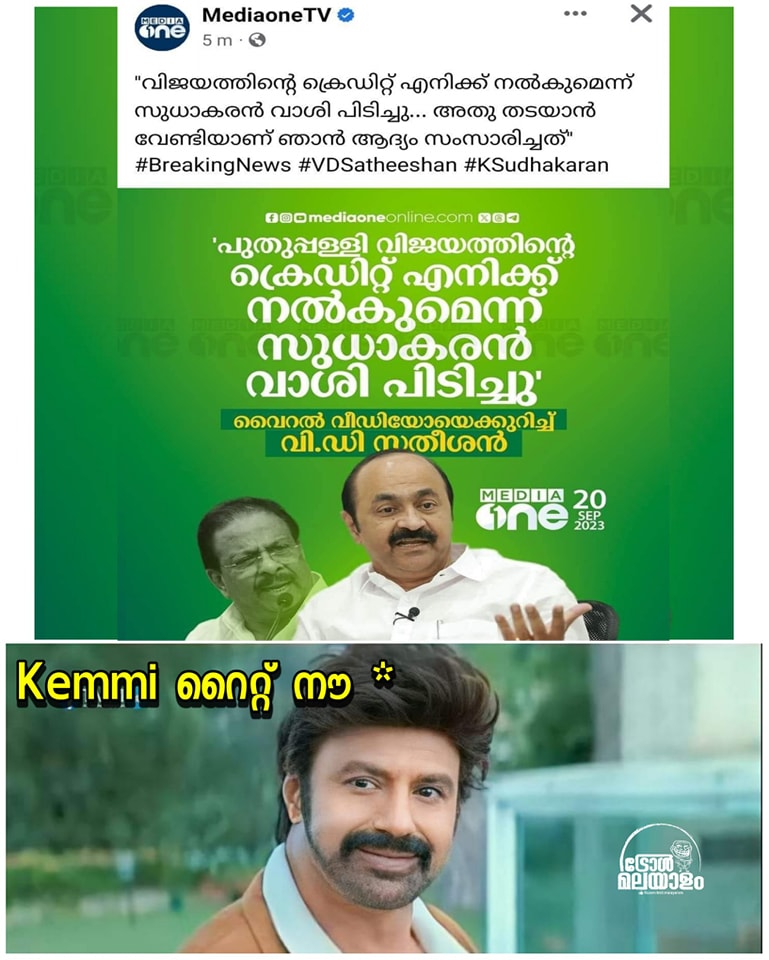 MediaoneTV
5 m ·
"വിജയത്തിന്റെ ക്രെഡിറ്റ് എനിക്ക് നൽകുമെന്ന്
സുധാകരൻ വാശി പിടിച്ചു... അതു തടയാൻ
വേണ്ടിയാണ് ഞാൻ ആദ്യം സംസാരിച്ചത്"
#BreakingNews #VDSatheeshan #KSudhakaran
mediaoneonline.com
'പുതുപ്പള്ളി വിജയത്തിന്റെ
ക്രെഡിറ്റ് എനിക്ക്
നൽകുമെന്ന്
സുധാകരൻ
വാശി പിടിച്ചു'
വൈറൽ വീഡിയോയെക്കുറിച്ച്
വി.ഡി സതീശൻ
MEDIA one
20
SEP
2023
Kemmi റൈറ്റ് നൗ *
ട്രോൾ
മലയാളം